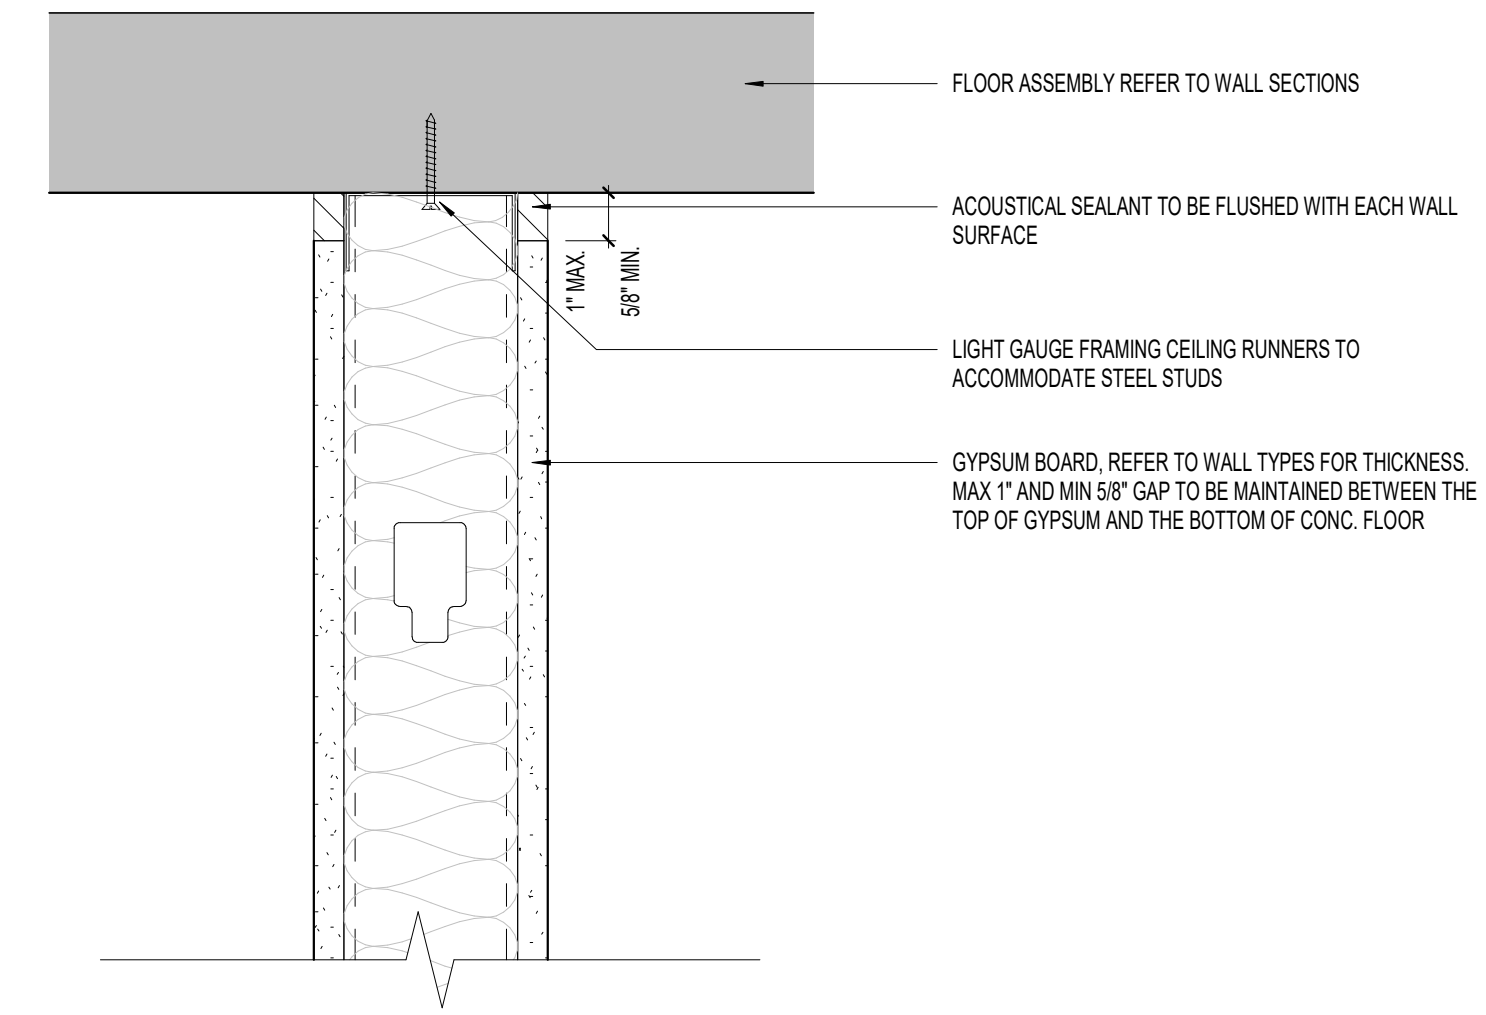 FLOOR ASSEMBLY REFER TO WALL SECTIONS
ACOUSTICAL SEALANT TO BE FLUSHED WITH EACH WALL
SURFACE
1" MAX.
5/8" MIN.
LIGHT GAUGE FRAMING CEILING RUNNERS TO
ACCOMMODATE STEEL STUDS
GYPSUM BOARD, REFER TO WALL TYPES FOR THICKNESS.
MAX 1" AND MIN 5/8" GAP TO BE MAINTAINED BETWEEN THE
TOP OF GYPSUM AND THE BOTTOM OF CONC. FLOOR